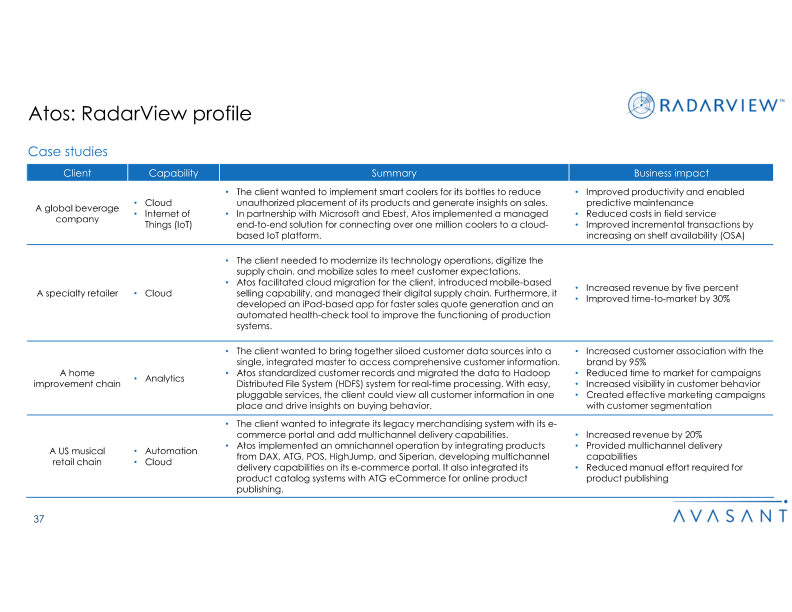 Atos: RadarView profile
RADARVIEW™
Case studies
Client
Capability
Summary
Business impact
A global beverage
company
• Cloud
• Internet of
Things (IoT)
• The client wanted to implement smart coolers for its bottles to reduce
unauthorized placement of its products and generate insights on sales.
• In partnership with Microsoft and Ebest, Atos implemented a managed
end-to-end solution for connecting over one million coolers to a cloud-
based IoT platform.
• Improved productivity and enabled
predictive maintenance
• Reduced costs in field service
• Improved incremental transactions by
increasing on shelf availability (OSA)
A specialty retailer
• Cloud
• The client needed to modernize its technology operations, digitize the
supply chain, and mobilize sales to meet customer expectations.
• Atos facilitated cloud migration for the client, introduced mobile-based
selling capability, and managed their digital supply chain. Furthermore, it
developed an iPad-based app for faster sales quote generation and an
automated health-check tool to improve the functioning of production
systems.
• Increased revenue by five percent
• Improved time-to-market by 30%
A home
improvement chain
• Analytics
• The client wanted to bring together siloed customer data sources into a
single, integrated master to access comprehensive customer information.
• Atos standardized customer records and migrated the data to Hadoop
Distributed File System (HDFS) system for real-time processing. With easy,
pluggable services, the client could view all customer information in one
place and drive insights on buying behavior.
• Increased customer association with the
brand by 95%
• Reduced time to market for campaigns
• Increased visibility in customer behavior
• Created effective marketing campaigns
with customer segmentation
A US musical
retail chain
• Automation
• Cloud
• The client wanted to integrate its legacy merchandising system with its e-
commerce portal and add multichannel delivery capabilities.
• Atos implemented an omnichannel operation by integrating products
from DAX, ATG, POS, HighJump, and Siperian, developing multichannel
delivery capabilities on its e-commerce portal. It also integrated its
product catalog systems with ATG eCommerce for online product
publishing.
• Increased revenue by 20%
• Provided multichannel delivery
capabilities
• Reduced manual effort required for
product publishing
37
AVASANT